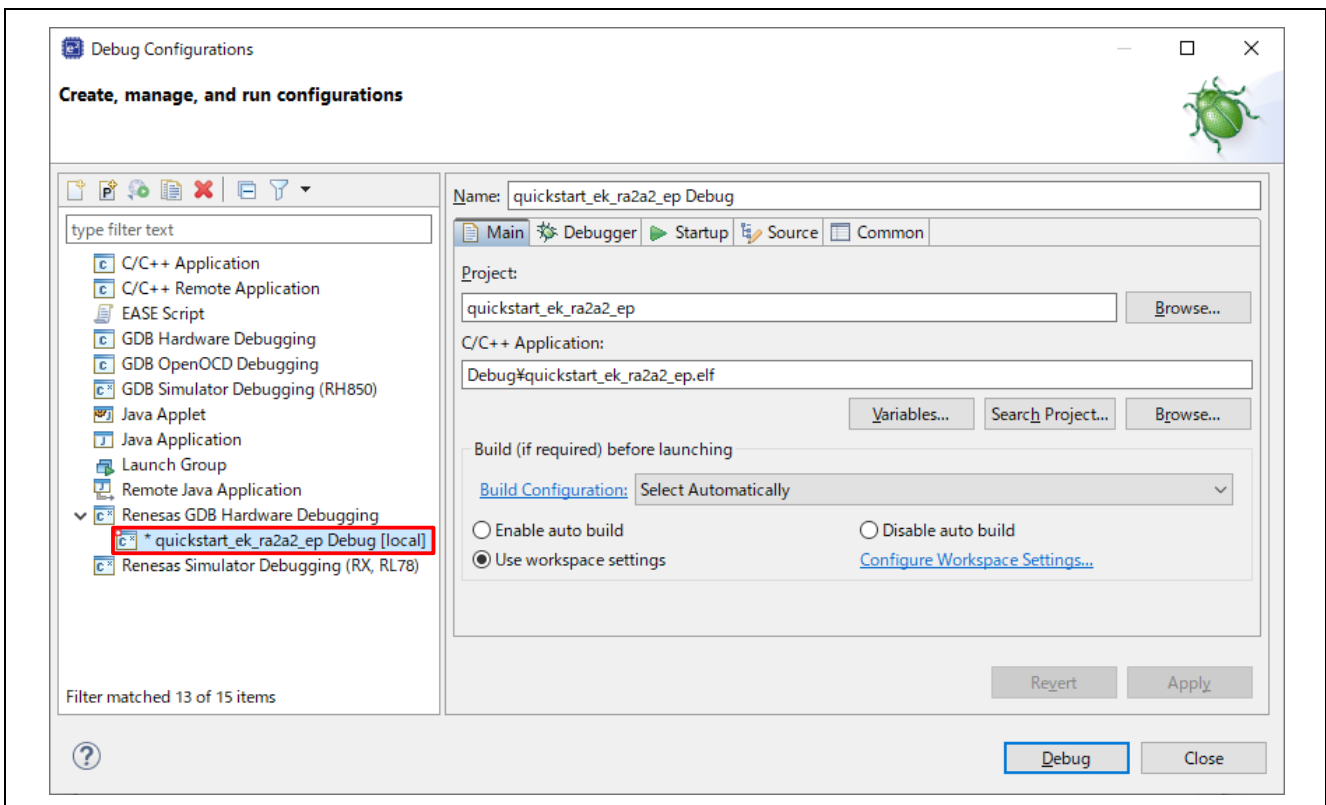 Debug Configurations
Create, manage, and run configurations
type filter text
C/C++ Application
C/C++ Remote Application
EASE Script
GDB Hardware Debugging
GDB OpenOCD Debugging
GDB Simulator Debugging (RH850)
Java Applet
Java Application
Launch Group
Remote Java Application
Renesas GDB Hardware Debugging
* quickstart_ek_ra2a2_ep Debug [local]
Renesas Simulator Debugging (RX, RL78)
Filter matched 13 of 15 items
Name: quickstart_ek_ra2a2_ep Debug
Main Debugger Startup Source Common
Project:
quickstart_ek_ra2a2_ep Browse...
C/C++ Application:
Debug¥quickstart_ek_ra2a2_ep.elf
Variables... Search Project... Browse...
Build (if required) before launching
Build Configuration: Select Automatically
Enable auto build Disable auto build
Use workspace settings Configure Workspace Settings...
Revert Apply
Debug Close